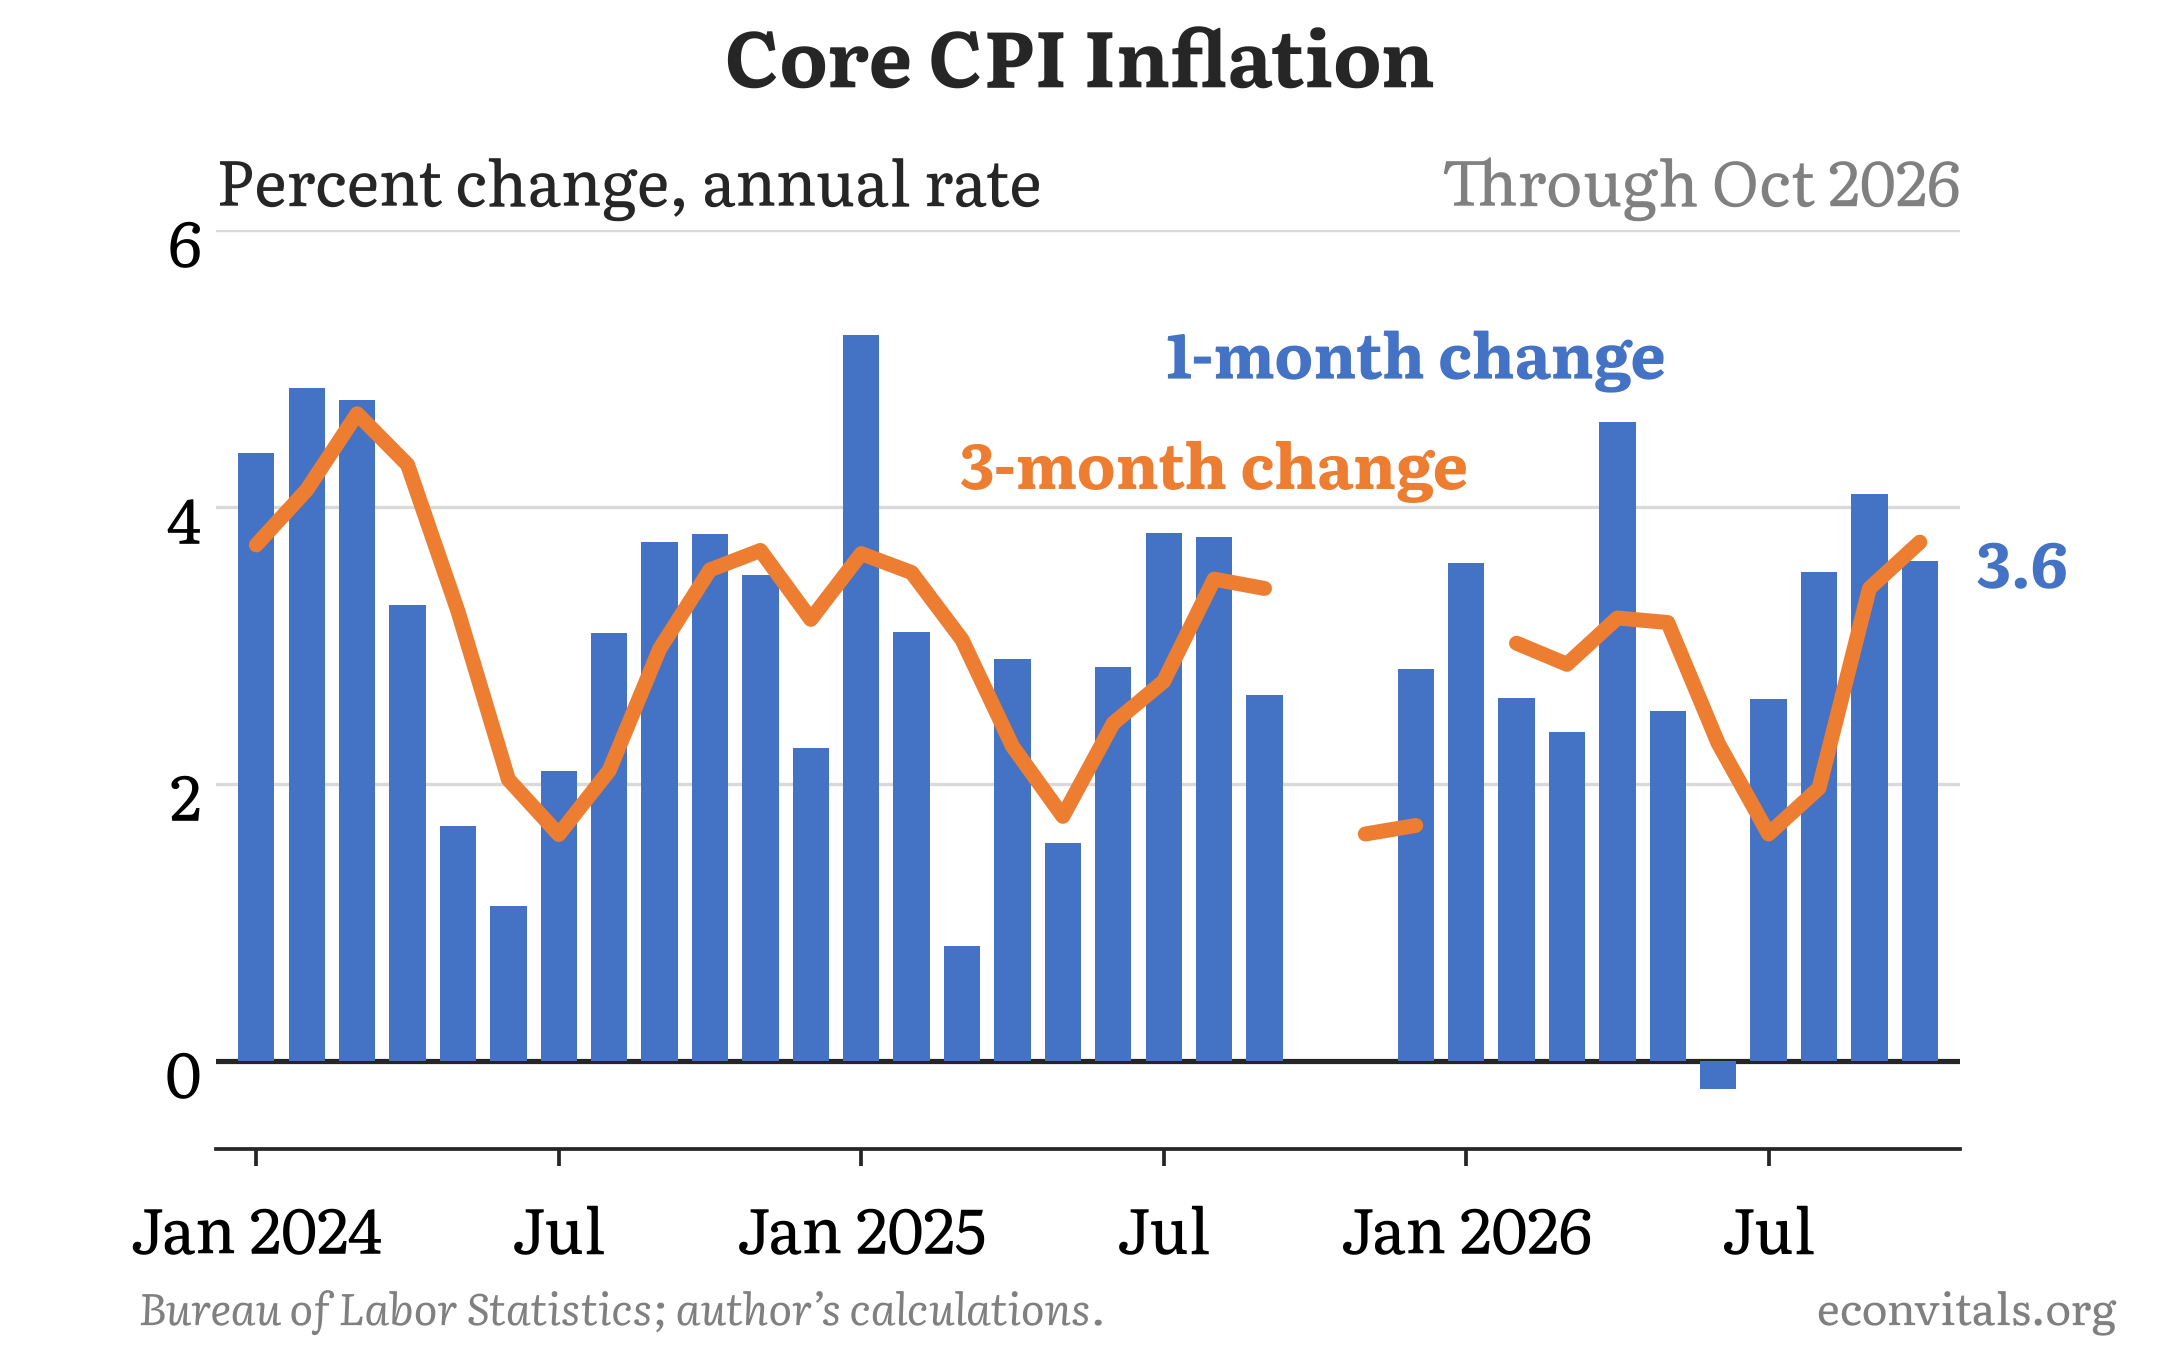 Core CPI Inflation
Percent change, annual rate
Through Oct 2026
6
1-month change
3-month change
4
3.6
2
0
Jan 2024
Jul
Jan 2025
Jul
Jan 2026
Jul
Bureau of Labor Statistics; author’s calculations.
econvitals.org